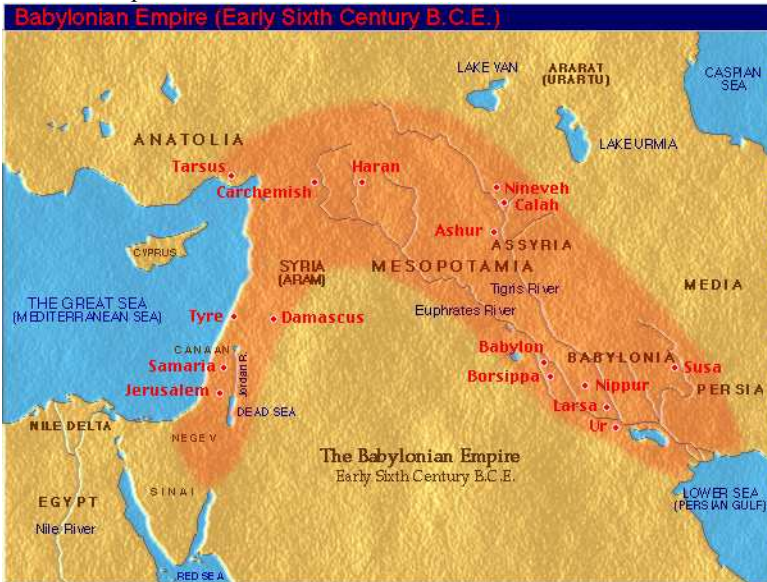 Babylonian Empire (Early Sixth Century B.C.E.)
LAKE VAN
ARARAT
(URARTU)
CASPIAN
SEA
ANATOLIA
LAKE URMIA
Tarsus
Carchemish
Haran
Nineveh
Calah
Ashur
ASSYRIA
CYPRUS
SYRIA
(ARAM)
MESOPOTAMIA
MEDIA
THE GREAT SEA
(MEDITERRANEAN SEA)
Tigris River
Euphrates River
Tyre
Damascus
CANAAN
Babylon
BABYLONIA
Samaria
Jordan R.
Borsippa
Susa
Jerusalem
Nippur
PERSIA
DEAD SEA
Larsa
NILE DELTA
NEGEV
Ur
The Babylonian Empire
Early Sixth Century B.C.E.
SINAI
EGYPT
LOWER SEA
(PERSIAN GULF)
Nile River
RED SEA